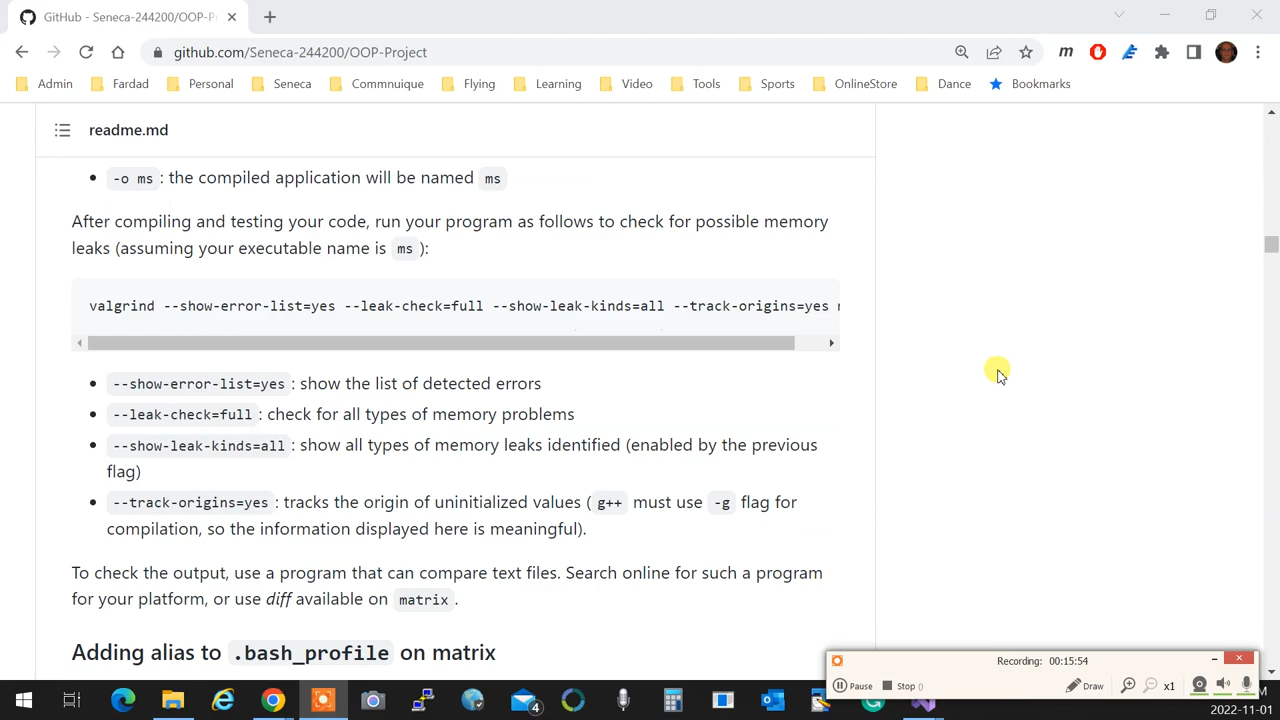 GitHub - Seneca-244200/OOP-Pr
github.com/Seneca-244200/OOP-Project
Admin
Fardad
Personal
Seneca
Commnuique
Flying
Learning
Video
Tools
Sports
OnlineStore
Dance
Bookmarks
readme.md
-o ms : the compiled application will be named ms
After compiling and testing your code, run your program as follows to check for possible memory
leaks (assuming your executable name is ms ):
valgrind --show-error-list=yes --leak-check=full --show-leak-kinds=all --track-origins=yes
--show-error-list=yes : show the list of detected errors
--leak-check=full : check for all types of memory problems
--show-leak-kinds=all : show all types of memory leaks identified (enabled by the previous
flag)
--track-origins=yes : tracks the origin of uninitialized values ( g++ must use -g flag for
compilation, so the information displayed here is meaningful).
To check the output, use a program that can compare text files. Search online for such a program
for your platform, or use diff available on matrix .
Adding alias to .bash_profile on matrix
Recording: 00:15:54
Pause
Stop ()
Draw
x1
4
2022-11-01